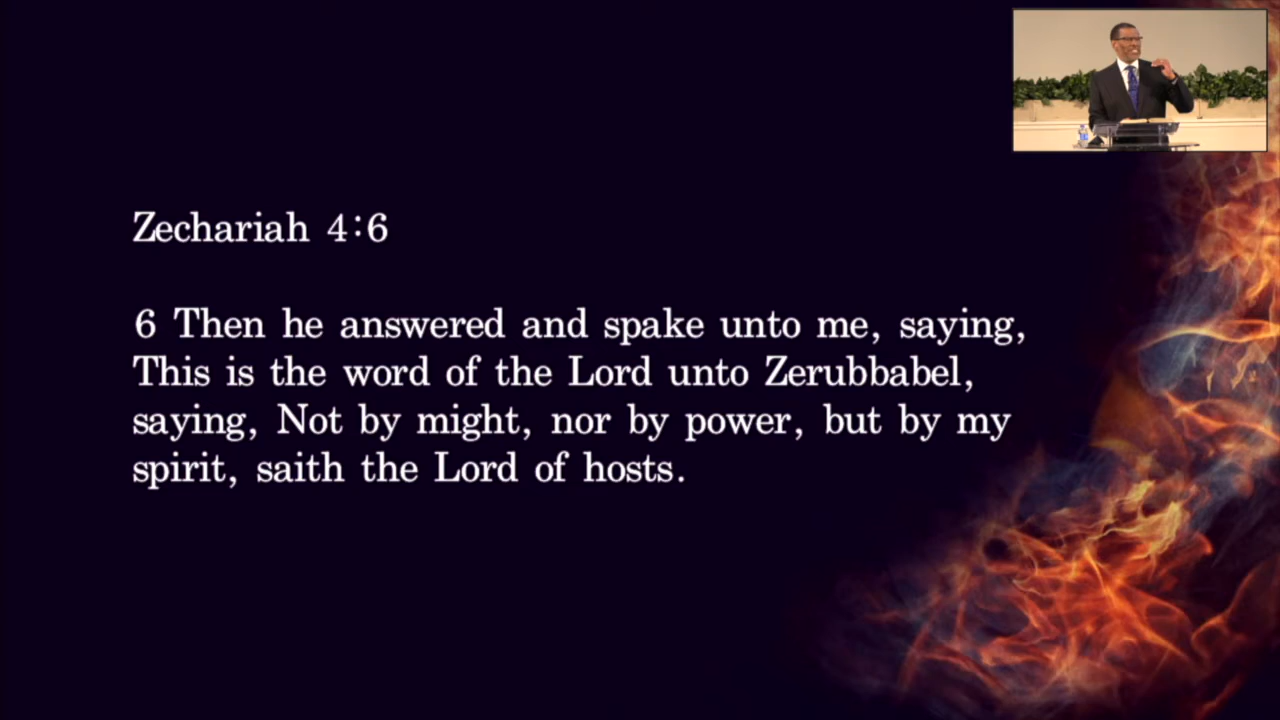 Zechariah 4:6
6 Then he answered and spake unto me, saying,
This is the word of the Lord unto Zerubbabel,
saying, Not by might, nor by power, but by my
spirit, saith the Lord of hosts.